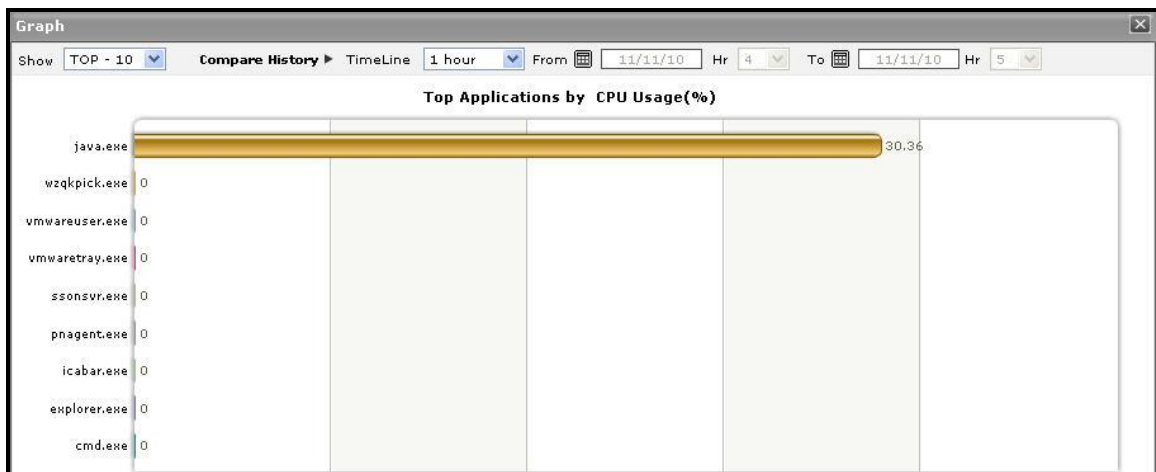 Graph
Show TOP - 10 Compare History TimeLine 1 hour From 11/11/10 Hr 4 To 11/11/10 Hr 5
Top Applications by CPU Usage(%)
java.exe 30.36
wzqkpick.exe 0
vmwareuser.exe 0
vmwaretray.exe 0
ssonsvr.exe 0
pnagent.exe 0
icabar.exe 0
explorer.exe 0
cmd.exe 0